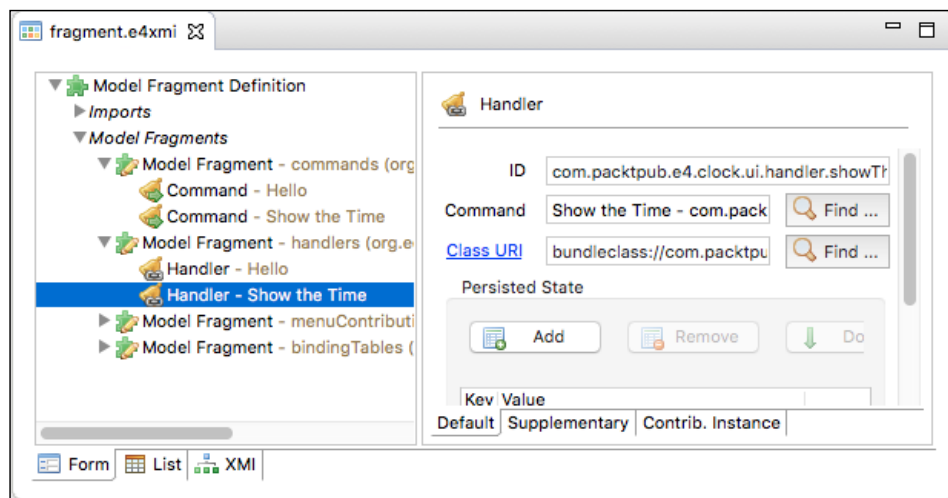 fragment.e4xmi
Model Fragment Definition
Imports
Model Fragments
Model Fragment - commands (org
Command - Hello
Command - Show the Time
Model Fragment - handlers (org.e
Handler - Hello
Handler - Show the Time
Model Fragment - menuContributi
Model Fragment - bindingTables (
Handler
ID com.packtpub.e4.clock.ui.handler.showTh
Command Show the Time - com.pack Find ...
Class URI bundleclass://com.packtpu Find ...
Persisted State
Add Remove Do
Key Value
Default Supplementary Contrib. Instance
Form List XMI